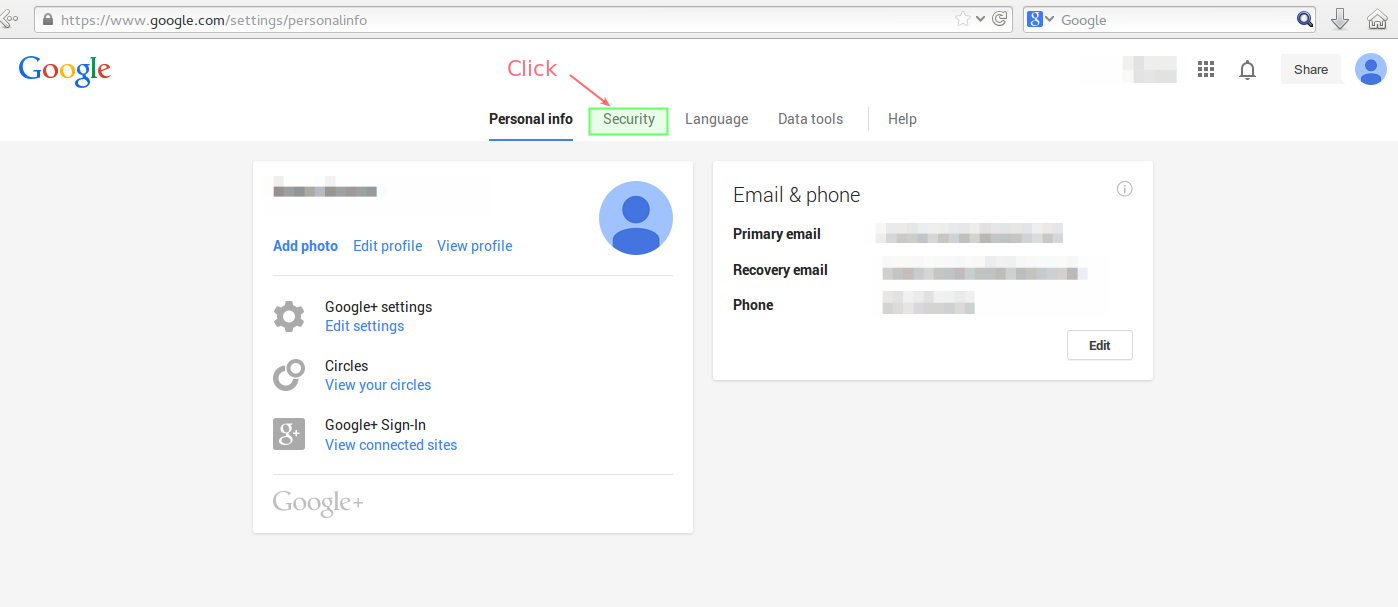 https://www.google.com/settings/personalinfo
8 Google
Google
Click
Share
Personal info Security Language Data tools Help
Add photo Edit profile View profile
Google+ settings
Edit settings
Circles
View your circles
g+ Google+ Sign-In
View connected sites
Google+
Email & phone
Primary email
Recovery email
Phone
Edit